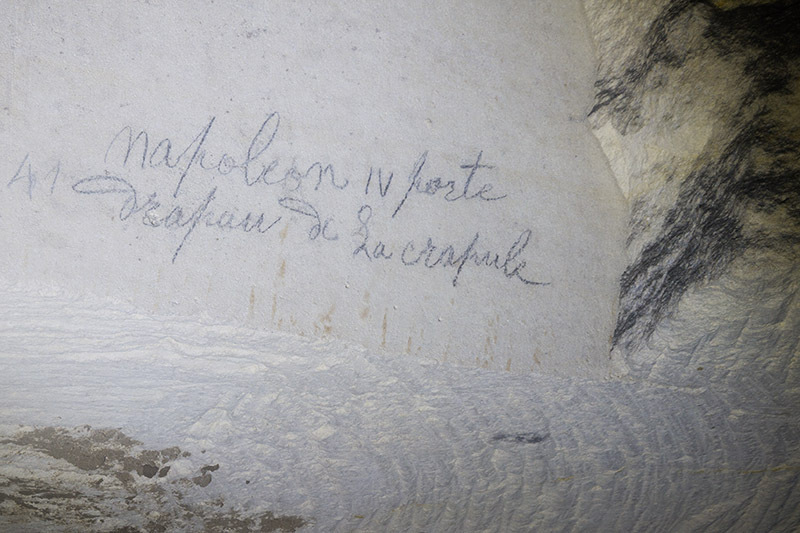 41 Napoleon IV porte
drapau de La crapule